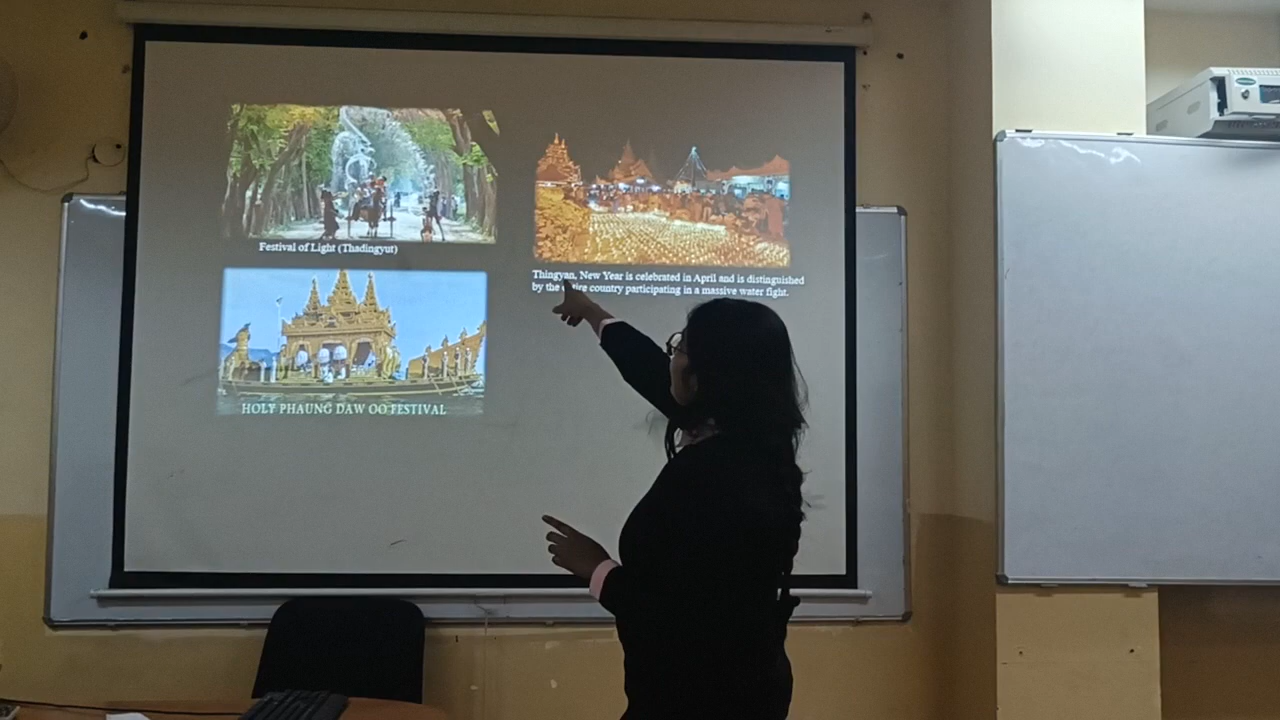 Festival of Light (Thadingyut)
Thingyan, New Year is celebrated in April and is distinguished
by the entire country participating in a massive water fight.
HOLY PHAUNG DAW OO FESTIVAL